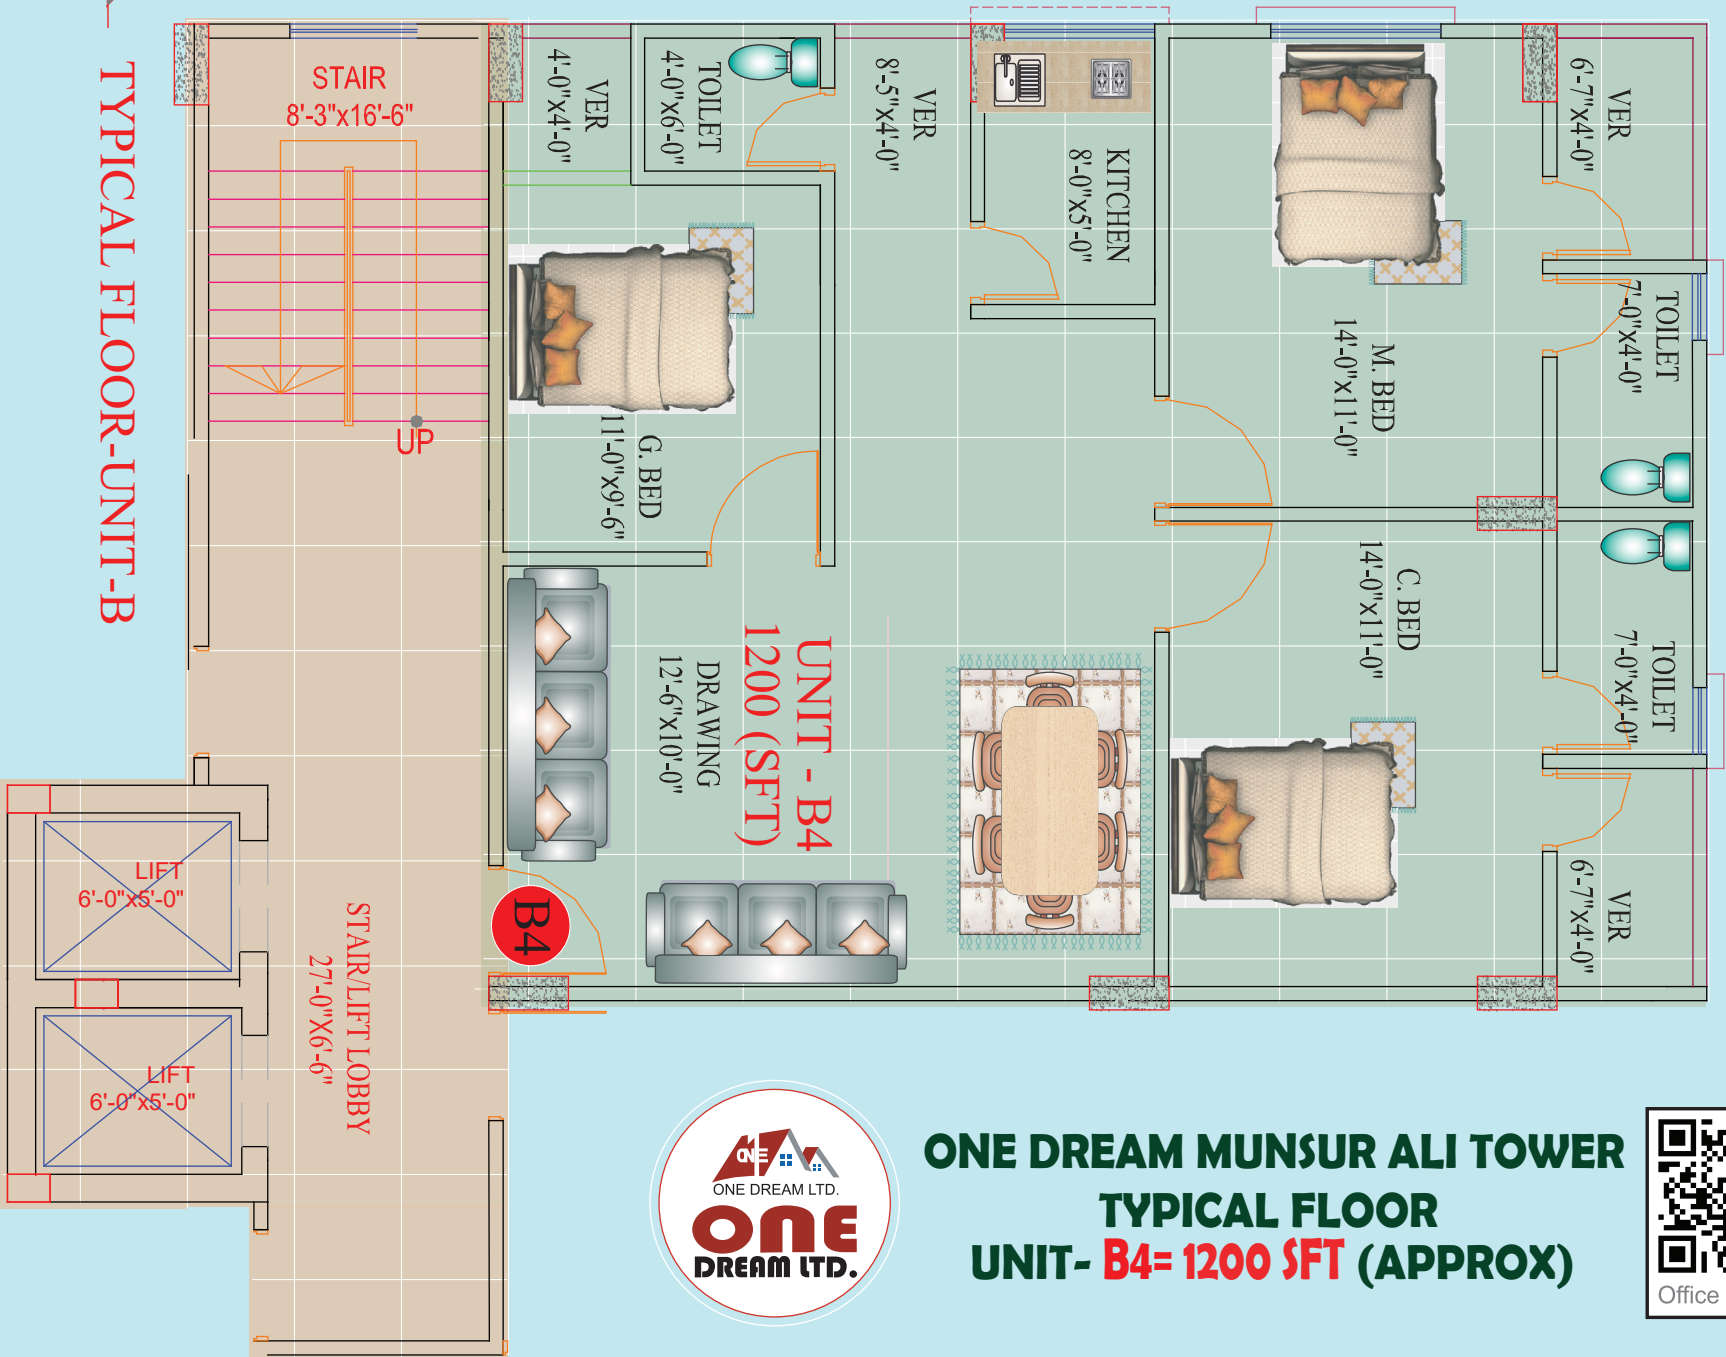 TYPICAL FLOOR-UNIT-B
STAIR
8'-3"x16'-6"
UP
VER
4'-0"x4'-0"
TOILET
4'-0"x6'-0"
VER
8'-5"x4'-0"
KITCHEN
8'-0"x5'-0"
VER
6'-7"x4'-0"
TOILET
7'-0"x4'-0"
M. BED
14'-0"x11'-0"
G. BED
11'-0"x9'-6"
C. BED
14'-0"x11'-0"
TOILET
7'-0"x4'-0"
UNIT - B4
1200 (SFT)
DRAWING
12'-6"x10'-0"
VER
6'-7"x4'-0"
B4
LIFT
6'-0"x5'-0"
STAIR/LIFT LOBBY
27'-0"X6'-6"
LIFT
6'-0"x5'-0"
ONE
ONE DREAM LTD.
ONE
DREAM LTD.
ONE DREAM MUNSUR ALI TOWER
TYPICAL FLOOR
UNIT- B4= 1200 SFT (APPROX)
Office